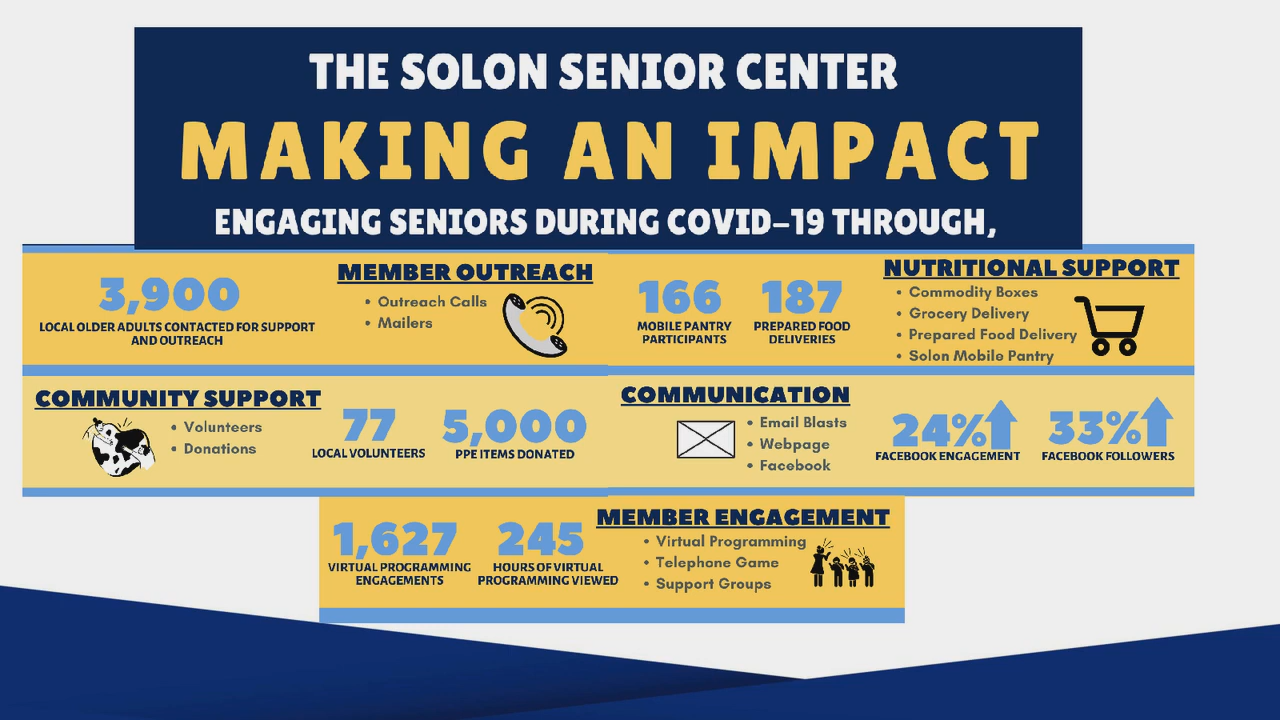 THE SOLON SENIOR CENTER
MAKING AN IMPACT
ENGAGING SENIORS DURING COVID-19 THROUGH,
3,900
LOCAL OLDER ADULTS CONTACTED FOR SUPPORT
AND OUTREACH
MEMBER OUTREACH
• Outreach Calls
• Mailers
166
MOBILE PANTRY
PARTICIPANTS
187
PREPARED FOOD
DELIVERIES
NUTRITIONAL SUPPORT
• Commodity Boxes
• Grocery Delivery
• Prepared Food Delivery
• Solon Mobile Pantry
COMMUNITY SUPPORT
• Volunteers
• Donations
77
LOCAL VOLUNTEERS
5,000
PPE ITEMS DONATED
COMMUNICATION
• Email Blasts
• Webpage
• Facebook
24%
FACEBOOK ENGAGEMENT
33%
FACEBOOK FOLLOWERS
1,627
VIRTUAL PROGRAMMING
ENGAGEMENTS
245
HOURS OF VIRTUAL
PROGRAMMING VIEWED
MEMBER ENGAGEMENT
• Virtual Programming
• Telephone Game
• Support Groups